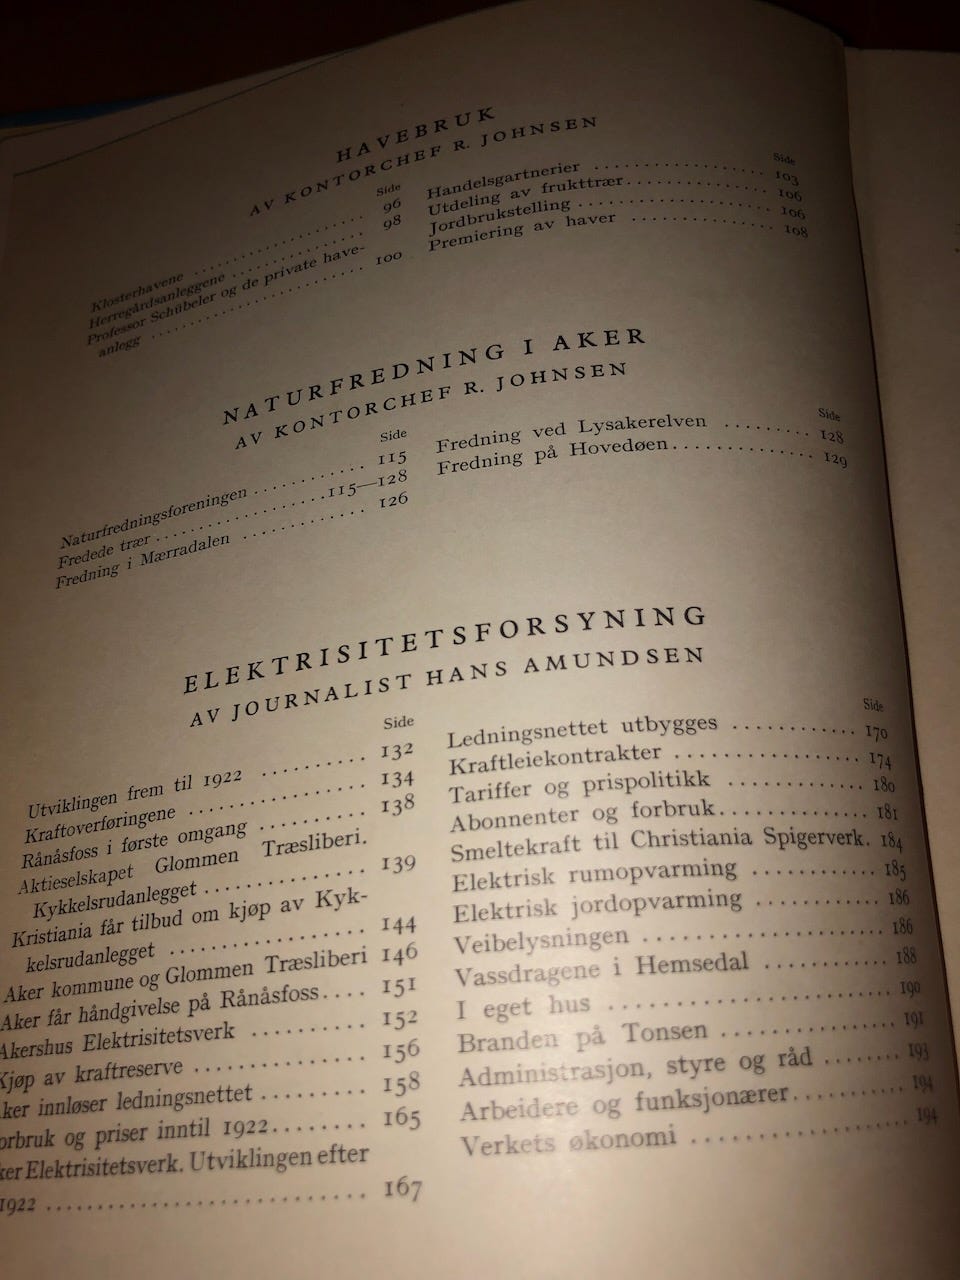 HAVEBRUK
AV KONTORCHEF R. JOHNSEN
Side
Klosterhavene . . . . . . . . . . . . . . . . . . . . . 96
Herregårdsanleggene . . . . . . . . . . . . . . . . 98
Professor Schübeler og de private have-
anlegg . . . . . . . . . . . . . . . . . . . . . . . . 100
Side
Handelsgartnerier . . . . . . . . . . . . . . . . . . 103
Utdeling av frukttrær . . . . . . . . . . . . . . . 106
Jordbrukstelling . . . . . . . . . . . . . . . . . . . 106
Premiering av haver . . . . . . . . . . . . . . . . 108
NATURFREDNING I AKER
AV KONTORCHEF R. JOHNSEN
Side
Naturfredningsforeningen . . . . . . . . . . . . 115
Fredede trær . . . . . . . . . . . . . . . . . . 115—128
Fredning i Mærradalen . . . . . . . . . . . . . 126
Side
Fredning ved Lysakerelven . . . . . . . . . 128
Fredning på Hovedøen . . . . . . . . . . . . . 129
ELEKTRISITETSFORSYNING
AV JOURNALIST HANS AMUNDSEN
Side
Utviklingen frem til 1922 . . . . . . . . . . 132
Kraftoverføringene . . . . . . . . . . . . . . . . 134
Rånåsfoss i første omgang . . . . . . . . . 138
Aktieselskapet Glommen Træsliberi.
Kykkelsrudanlegget . . . . . . . . . . . . . . 139
Kristiania får tilbud om kjøp av Kyk-
kelsrudanlegget . . . . . . . . . . . . . . . . . 144
Aker kommune og Glommen Træsliberi 146
Aker får håndgivelse på Rånåsfoss. . . . 151
Akershus Elektrisitetsverk . . . . . . . . . 152
Kjøp av kraftreserve . . . . . . . . . . . . . . 156
ker innløser ledningsnettet . . . . . . . . . 158
orbruk og priser inntil 1922. . . . . . . . 165
ker Elektrisitetsverk. Utviklingen efter
1922 . . . . . . . . . . . . . . . . . . . . . . . . . . 167
Side
Ledningsnettet utbygges . . . . . . . . . . . 170
Kraftleiekontrakter . . . . . . . . . . . . . . . 174
Tariffer og prispolitikk . . . . . . . . . . . . 180
Abonnenter og forbruk. . . . . . . . . . . . . 181
Smeltekraft til Christiania Spigerverk. 184
Elektrisk rumopvarming . . . . . . . . . . . 185
Elektrisk jordopvarming . . . . . . . . . . . 186
Veibelysningen . . . . . . . . . . . . . . . . . . 186
Vassdragene i Hemsedal . . . . . . . . . . . 188
I eget hus . . . . . . . . . . . . . . . . . . . . . . 190
Branden på Tonsen . . . . . . . . . . . . . . . 191
Administrasjon, styre og råd . . . . . . . . 193
Arbeidere og funksjonærer. . . . . . . . . . 194
Verkets økonomi . . . . . . . . . . . . . . . . . 194